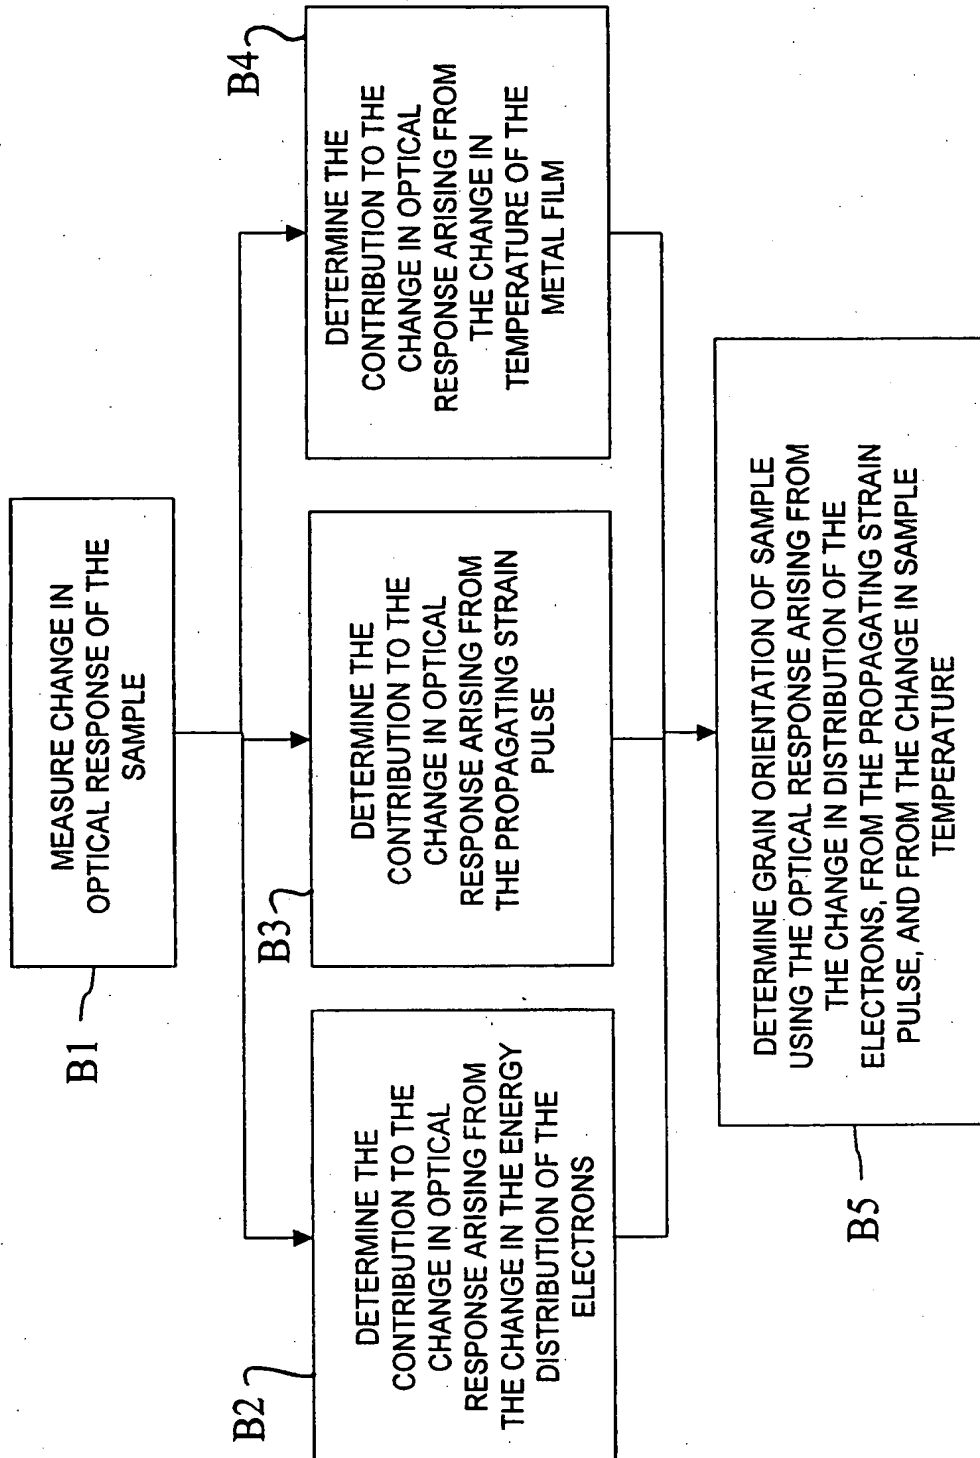 B1
MEASURE CHANGE IN
OPTICAL RESPONSE OF THE
SAMPLE
B2
DETERMINE THE
CONTRIBUTION TO THE
CHANGE IN OPTICAL
RESPONSE ARISING FROM
THE CHANGE IN THE ENERGY
DISTRIBUTION OF THE
ELECTRONS
B3
DETERMINE THE
CONTRIBUTION TO THE
CHANGE IN OPTICAL
RESPONSE ARISING FROM
THE PROPAGATING STRAIN
PULSE
B4
DETERMINE THE
CONTRIBUTION TO THE
CHANGE IN OPTICAL
RESPONSE ARISING FROM
THE CHANGE IN
TEMPERATURE OF THE
METAL FILM
B5
DETERMINE GRAIN ORIENTATION OF SAMPLE
USING THE OPTICAL RESPONSE ARISING FROM
THE CHANGE IN DISTRIBUTION OF THE
ELECTRONS, FROM THE PROPAGATING STRAIN
PULSE, AND FROM THE CHANGE IN SAMPLE
TEMPERATURE